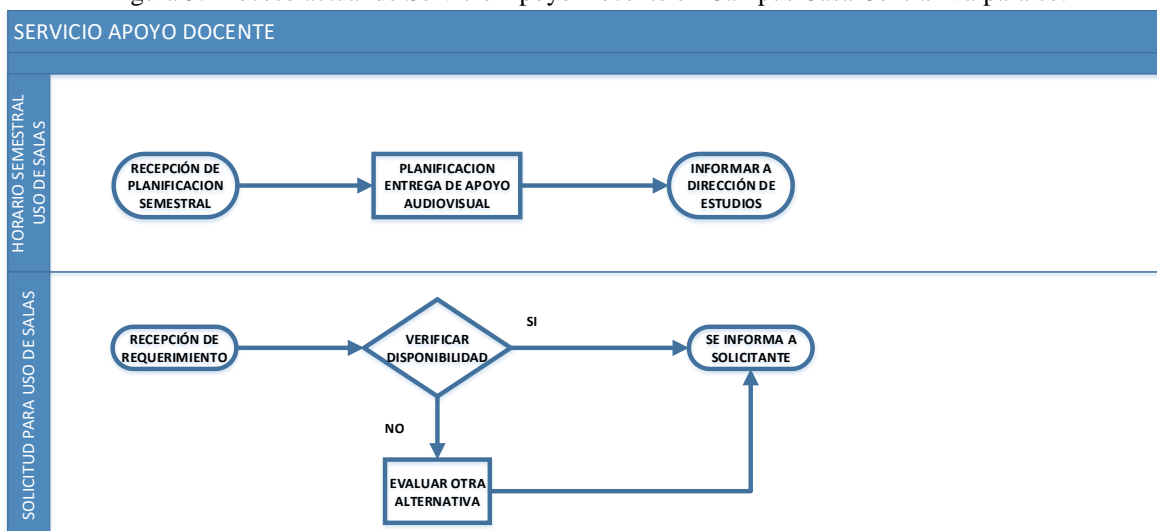 SERVICIO APOYO DOCENTE
HORARIO SEMESTRAL
USO DE SALAS
RECEPCIÓN DE
PLANIFICACION
SEMESTRAL
PLANIFICACION
ENTREGA DE APOYO
AUDIOVISUAL
INFORMAR A
DIRECCIÓN DE
ESTUDIOS
SOLICITUD PARA USO DE SALAS
RECEPCIÓN DE
REQUERIMIENTO
VERIFICAR
DISPONIBILIDAD
SI
SE INFORMA A
SOLICITANTE
NO
EVALUAR OTRA
ALTERNATIVA